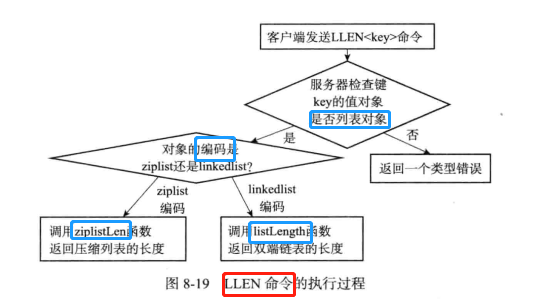 客户端发送LLEN<key>命令
服务器检查键
key的值对象
是否列表对象
是
否
对象的编码是
ziplist还是linkedlist?
返回一个类型错误
ziplist
编码
linkedlist
编码
调用ziplistLen函数
返回压缩列表的长度
调用listLength函数
返回双端链表的长度
图 8-19 LLEN 命令的执行过程